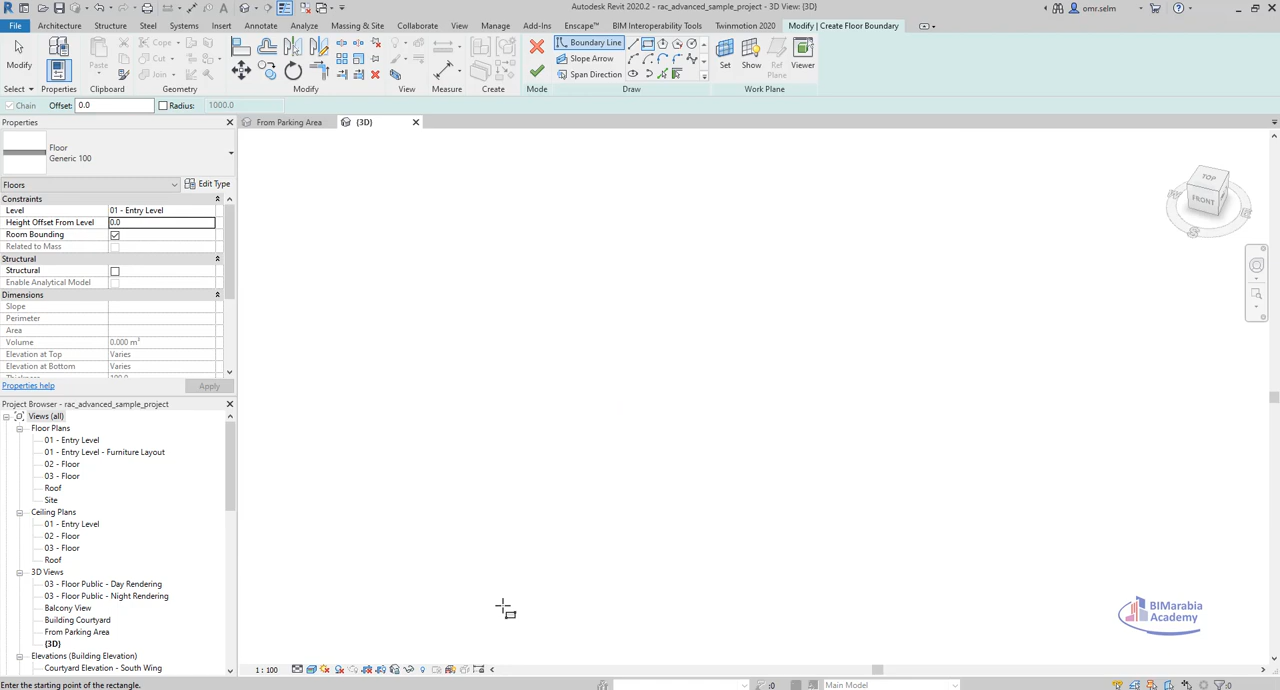 Autodesk Revit 2020.2 - rac_advanced_sample_project - 3D View: {3D}
omr.selm
File Architecture Structure Steel Systems Insert Annotate Analyze Massing & Site Collaborate View Manage Add-Ins Enscape™ BIM Interoperability Tools Twinmotion 2020 Modify | Create Floor Boundary
Modify Paste Cope Cut Join Boundary Line Slope Arrow Span Direction Set Show Ref Plane Viewer
Select Properties Clipboard Geometry Modify View Measure Create Mode Draw Work Plane
Chain Offset: 0.0 Radius: 1000.0
Properties
From Parking Area {3D}
Floor
Generic 100
Floors Edit Type
Constraints
Level 01 - Entry Level
Height Offset From Level 0.0
Room Bounding
Related to Mass
Structural
Structural
Enable Analytical Model
Dimensions
Slope
Perimeter
Area
Volume 0.000 m³
Elevation at Top Varies
Elevation at Bottom Varies
Properties help Apply
Project Browser - rac_advanced_sample_project
Views (all)
Floor Plans
01 - Entry Level
01 - Entry Level - Furniture Layout
02 - Floor
03 - Floor
Roof
Site
Ceiling Plans
01 - Entry Level
02 - Floor
03 - Floor
Roof
3D Views
03 - Floor Public - Day Rendering
03 - Floor Public - Night Rendering
Balcony View
Building Courtyard
From Parking Area
{3D}
Elevations (Building Elevation)
Courtyard Elevation - South Wing
TOP
FRONT
W
S
E
BIMarabia
Academy
1 : 100
Enter the starting point of the rectangle.
:0 Main Model :0